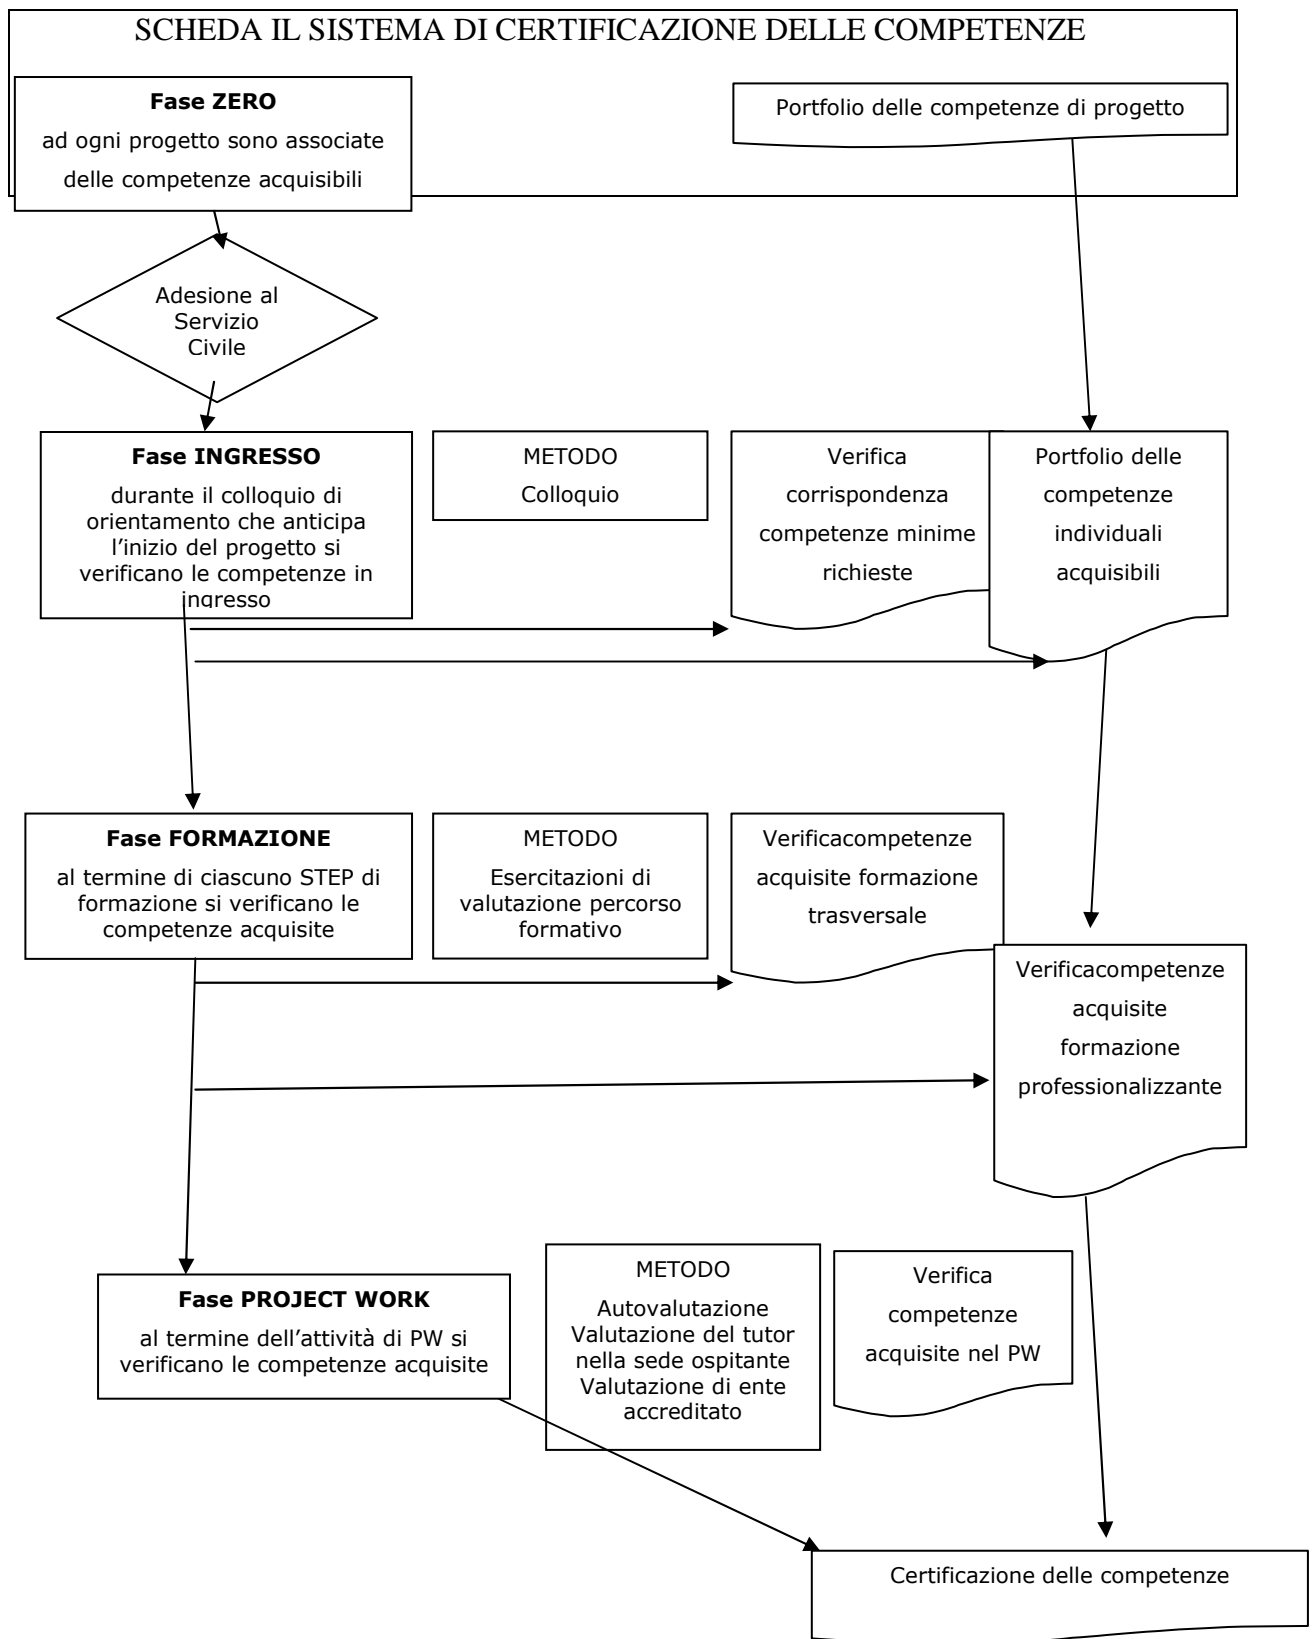 SCHEDA IL SISTEMA DI CERTIFICAZIONE DELLE COMPETENZE
Fase ZERO
ad ogni progetto sono associate
delle competenze acquisibili
Portfolio delle competenze di progetto
Adesione al
Servizio
Civile
Fase INGRESSO
durante il colloquio di
orientamento che anticipa
l'inizio del progetto si
verificano le competenze in
ingresso
METODO
Colloquio
Verifica
corrispondenza
competenze minime
richieste
Portfolio delle
competenze
individuali
acquisibili
Fase FORMAZIONE
al termine di ciascuno STEP di
formazione si verificano le
competenze acquisite
METODO
Esercitazioni di
valutazione percorso
formativo
Verificacompetenze
acquisite formazione
trasversale
Verificacompetenze
acquisite
formazione
professionalizzante
Fase PROJECT WORK
al termine dell'attività di PW si
verificano le competenze acquisite
METODO
Autovalutazione
Valutazione del tutor
nella sede ospitante
Valutazione di ente
accreditato
Verifica
competenze
acquisite nel PW
Certificazione delle competenze